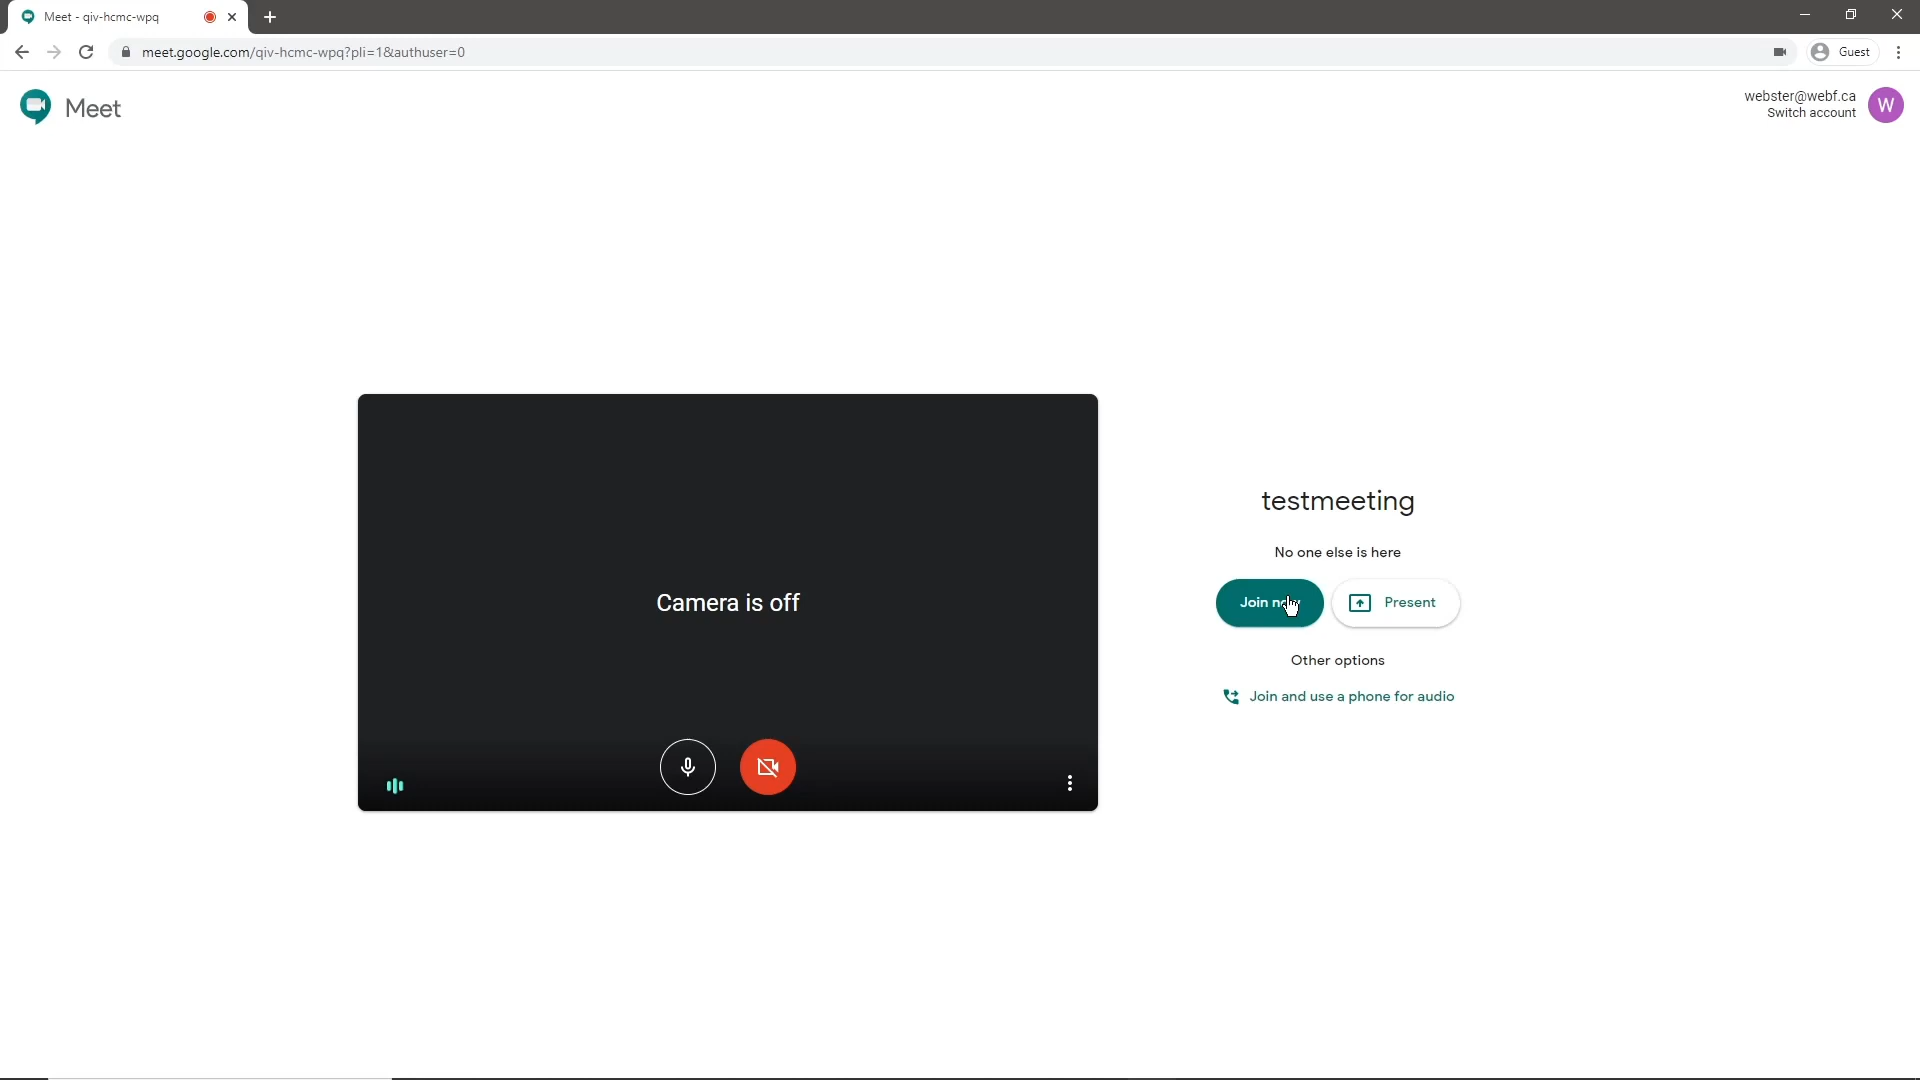 Meet - qiv-hcmc-wpq
meet.google.com/qiv-hcmc-wpq?pli=1&authuser=0
Guest
Meet
webster@webf.ca
Switch account
W
testmeeting
No one else is here
Camera is off
Join now
Present
Other options
Join and use a phone for audio